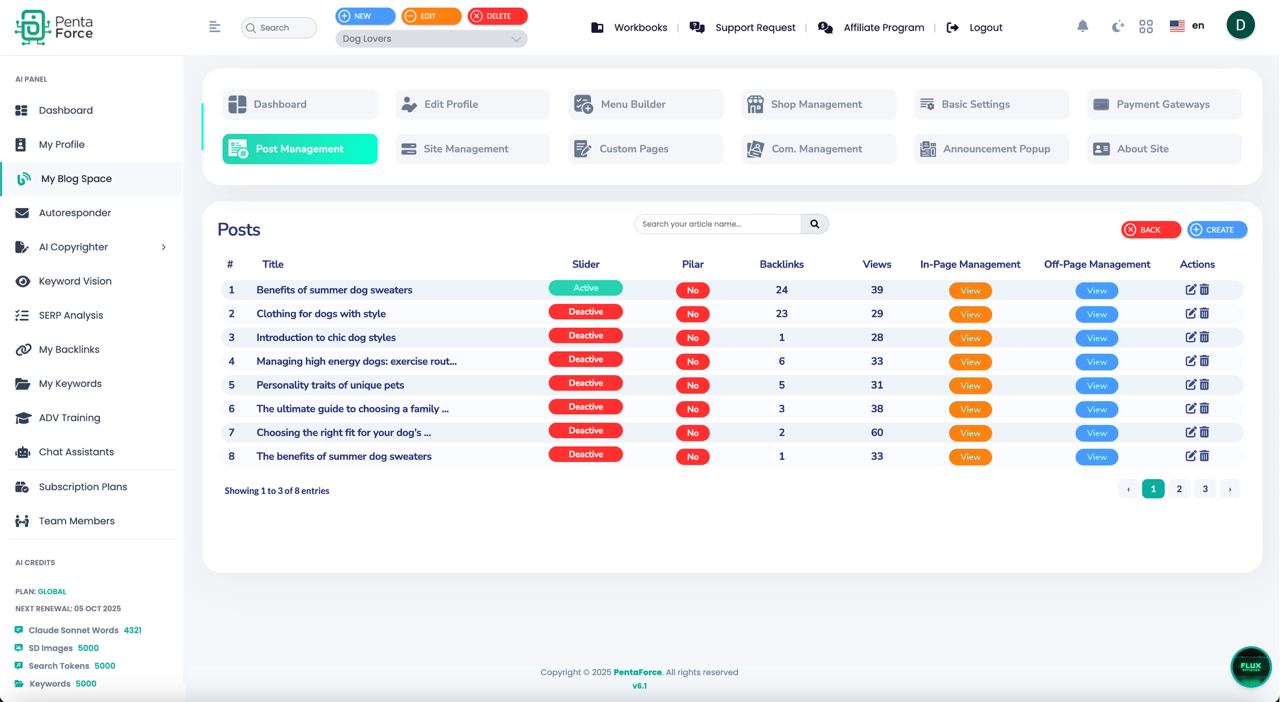 Penta
Force
Search
NEW
EDIT
DELETE
Dog Lovers
Workbooks
Support Request
Affiliate Program
Logout
en
D
AI PANEL
Dashboard
My Profile
My Blog Space
Autoresponder
AI Copyrighter
Keyword Vision
SERP Analysis
My Backlinks
My Keywords
ADV Training
Chat Assistants
Subscription Plans
Team Members
AI CREDITS
PLAN: GLOBAL
NEXT RENEWAL: 05 OCT 2025
Claude Sonnet Words 4321
SD Images 5000
Search Tokens 5000
Keywords 5000
Dashboard
Edit Profile
Menu Builder
Shop Management
Basic Settings
Payment Gateways
Post Management
Site Management
Custom Pages
Com. Management
Announcement Popup
About Site
Posts
Search your article name...
BACK
CREATE
# Title Slider Pilar Backlinks Views In-Page Management Off-Page Management Actions
1 Benefits of summer dog sweaters Active No 24 39 View View
2 Clothing for dogs with style Deactive No 23 29 View View
3 Introduction to chic dog styles Deactive No 1 28 View View
4 Managing high energy dogs: exercise rout... Deactive No 6 33 View View
5 Personality traits of unique pets Deactive No 5 31 View View
6 The ultimate guide to choosing a family ... Deactive No 3 38 View View
7 Choosing the right fit for your dog's ... Deactive No 2 60 View View
8 The benefits of summer dog sweaters Deactive No 1 33 View View
Showing 1 to 3 of 8 entries
‹ 1 2 3 ›
Copyright © 2025 PentaForce. All rights reserved
v6.1
FLUX